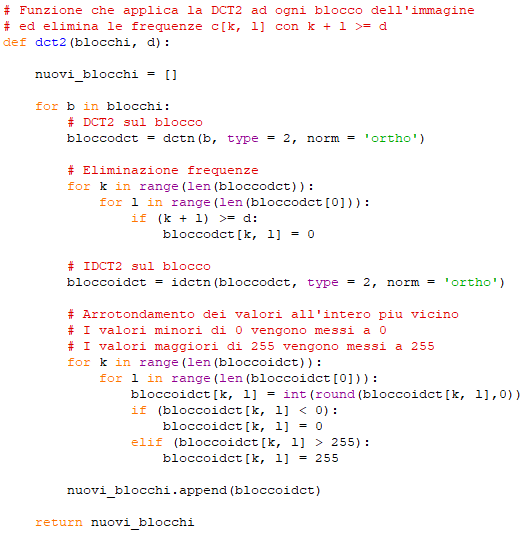 # Funzione che applica la DCT2 ad ogni blocco dell'immagine
# ed elimina le frequenze c[k, l] con k + l >= d
def dct2(blocchi, d):
    nuovi_blocchi = []
    for b in blocchi:
        # DCT2 sul blocco
        bloccodct = dctn(b, type = 2, norm = 'ortho')
        # Eliminazione frequenze
        for k in range(len(bloccodct)):
            for l in range(len(bloccodct[0])):
                if (k + l) >= d:
                    bloccodct[k, l] = 0
        # IDCT2 sul blocco
        bloccoidct = idctn(bloccodct, type = 2, norm = 'ortho')
        # Arrotondamento dei valori all'intero piu vicino
        # I valori minori di 0 vengono messi a 0
        # I valori maggiori di 255 vengono messi a 255
        for k in range(len(bloccoidct)):
            for l in range(len(bloccoidct[0])):
                bloccoidct[k, l] = int(round(bloccoidct[k, l],0))
                if (bloccoidct[k, l] < 0):
                    bloccoidct[k, l] = 0
                elif (bloccoidct[k, l] > 255):
                    bloccoidct[k, l] = 255
        nuovi_blocchi.append(bloccoidct)
    return nuovi_blocchi